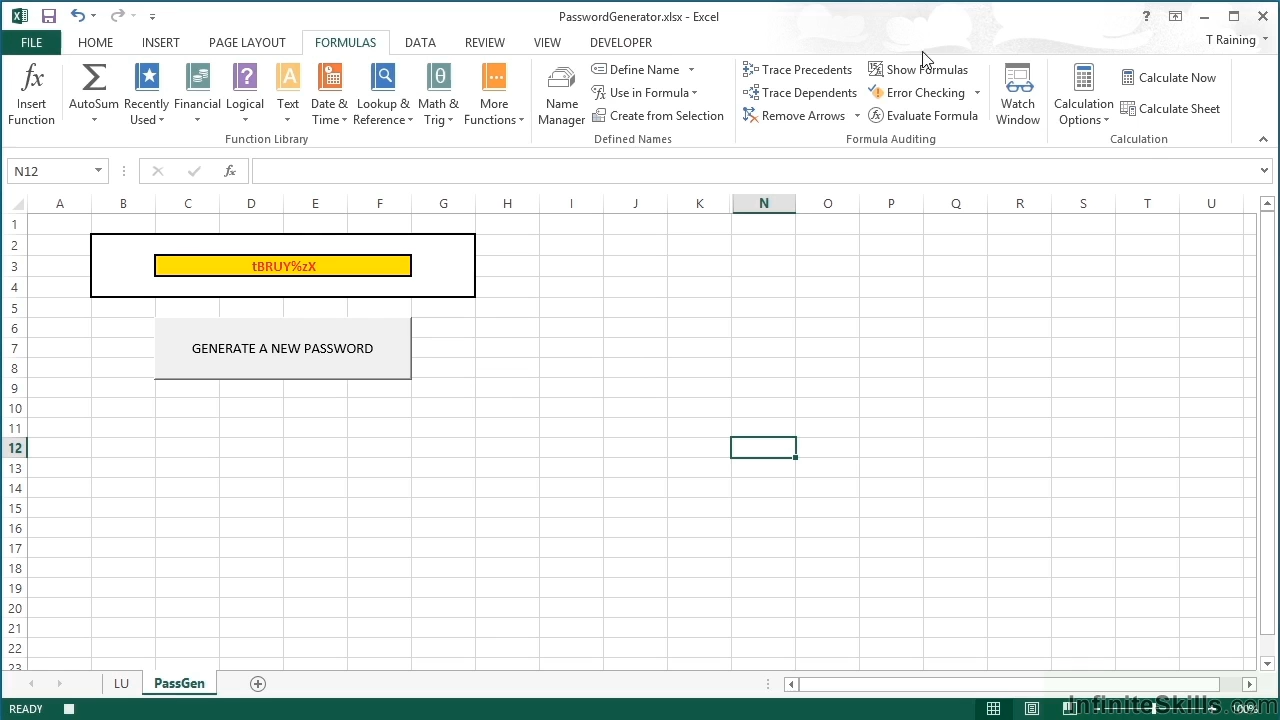 PasswordGenerator.xlsx - Excel
?
FILE HOME INSERT PAGE LAYOUT FORMULAS DATA REVIEW VIEW DEVELOPER T Raining
fx Insert Function
Σ AutoSum
Recently Used
Financial
? Logical
A Text
Date & Time
Lookup & Reference
θ Math & Trig
More Functions
Function Library
Name Manager
Define Name
Use in Formula
Create from Selection
Defined Names
Trace Precedents
Trace Dependents
Remove Arrows
Show Formulas
Error Checking
Evaluate Formula
Formula Auditing
Watch Window
Calculation Options
Calculate Now
Calculate Sheet
Calculation
N12 fx
A B C D E F G H I J K L M N O P Q R S T U
1
2
3 tBRUY%zX
4
5
6
7 GENERATE A NEW PASSWORD
8
9
10
11
12
13
14
15
16
17
18
19
20
21
22
23
LU PassGen
READY 100%
InfiniteSkills.com